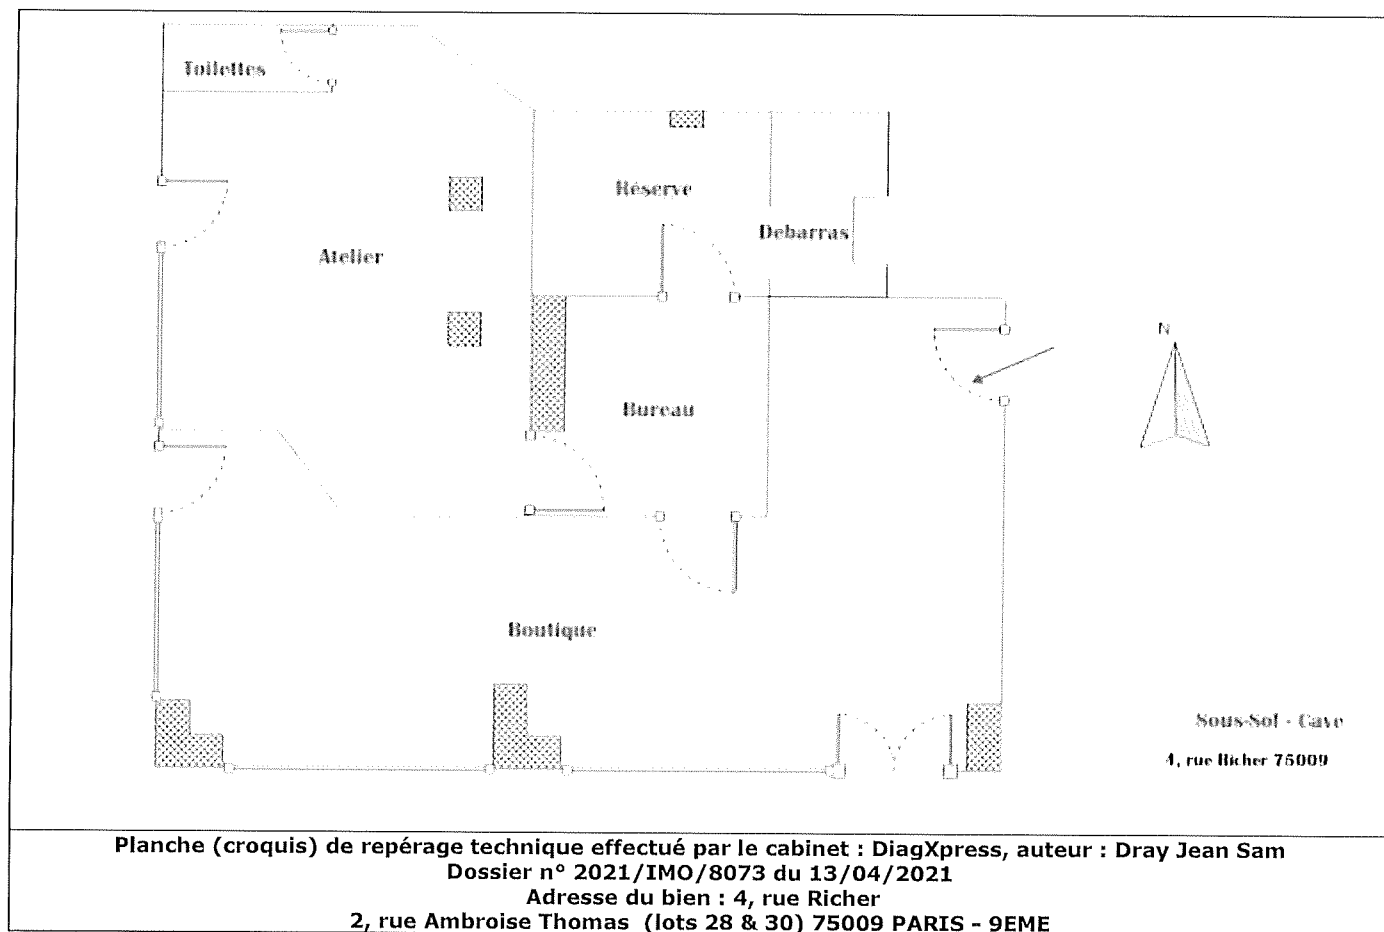 Toilettes
Réserve
Debarras
Atelier
N
Bureau
Boutique
Sous-Sol - Cave
4, rue Richer 75009
Planche (croquis) de repérage technique effectué par le cabinet : DiagXpress, auteur : Dray Jean Sam
Dossier n° 2021/IMO/8073 du 13/04/2021
Adresse du bien : 4, rue Richer
2, rue Ambroise Thomas (lots 28 & 30) 75009 PARIS - 9EME